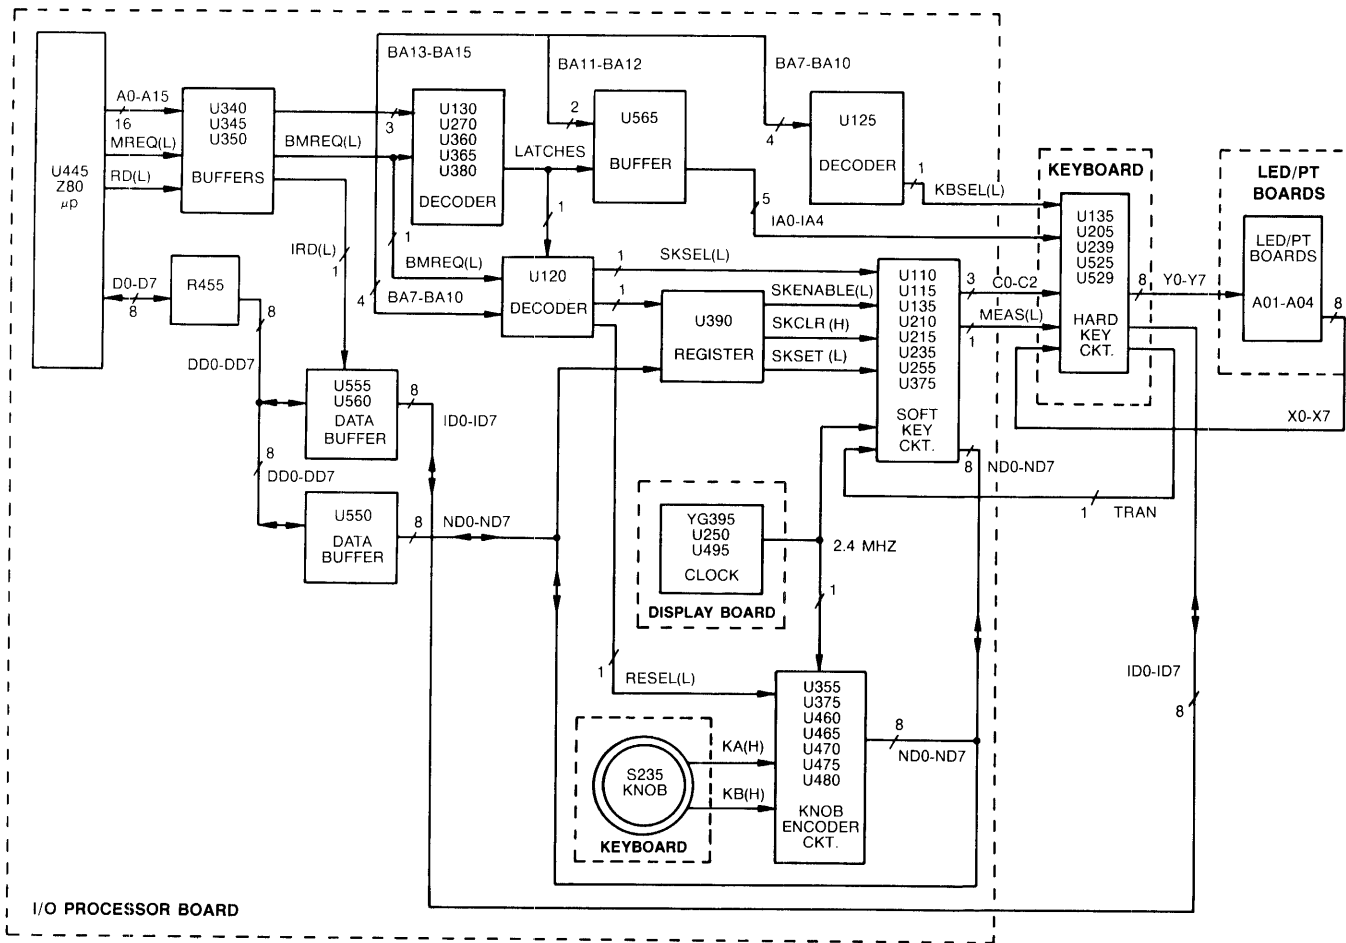 BA13-BA15
BA11-BA12
BA7-BA10
A0-A15
16
MREQ(L)
RD(L)
U445
Z80
µp
U340
U345
U350
BUFFERS
3
BMREQ(L)
U130
U270
U360
U365
U380
DECODER
LATCHES
2
U565
BUFFER
4
U125
DECODER
1
KBSEL(L)
5
IA0-IA4
KEYBOARD
U135
U205
U239
U525
U529
HARD
KEY
CKT.
8
Y0-Y7
LED/PT
BOARDS
LED/PT
BOARDS
A01-A04
8
X0-X7
IRD(L)
1
1
BMREQ(L)
4
BA7-BA10
1
U120
DECODER
1
SKSEL(L)
1
U390
REGISTER
SKENABLE(L)
SKCLR (H)
SKSET (L)
U110
U115
U135
U210
U215
U235
U255
U375
SOFT
KEY
CKT.
3
C0-C2
MEAS(L)
1
D0-D7
8
R455
8
DD0-DD7
U555
U560
DATA
BUFFER
8
ID0-ID7
8
DD0-DD7
U550
DATA
BUFFER
8
ND0-ND7
8
ND0-ND7
1
TRAN
YG395
U250
U495
CLOCK
DISPLAY BOARD
2.4 MHZ
1
1
RESEL(L)
S235
KNOB
KEYBOARD
KA(H)
KB(H)
U355
U375
U460
U465
U470
U475
U480
KNOB
ENCODER
CKT.
8
ND0-ND7
ID0-ID7
8
I/O PROCESSOR BOARD